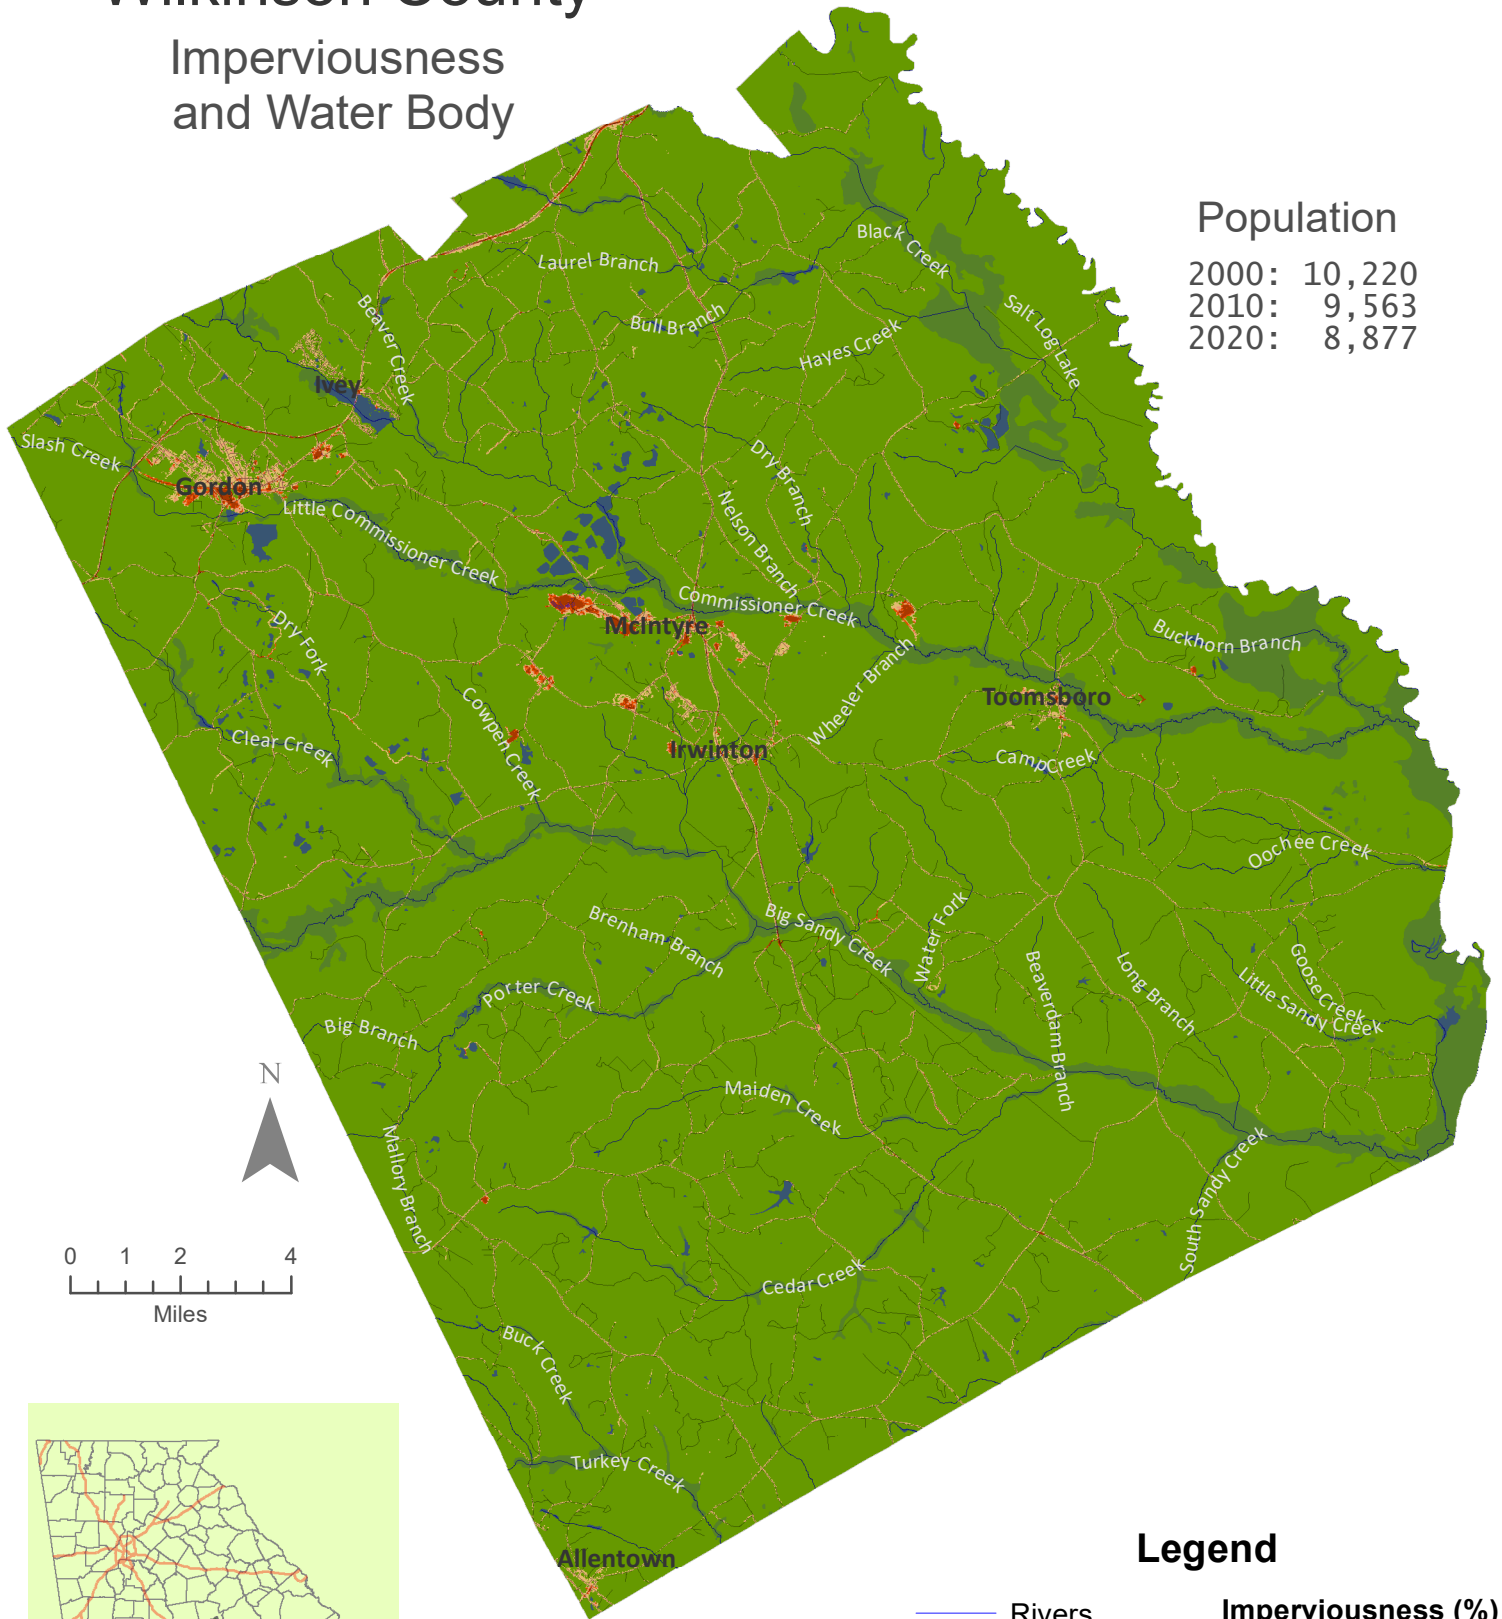 Wilkinson County
Imperviousness
and Water Body
Population
2000: 10,220
2010: 9,563
2020: 8,877
Black Creek
Laurel Branch
Beaver Creek
Bull Branch
Salt Log Lake
Hayes Creek
Ivey
Slash Creek
Gordon
Dry Branch
Little Commissioner Creek
Nelson Branch
Commissioner Creek
McIntyre
Dry Fork
Buckhorn Branch
Wheeler Branch
Toomsboro
Cowpen Creek
Clear Creek
Irwinton
Camp Creek
Oochee Creek
Brenham Branch
Big Sandy Creek
Water Fork
Beaverdam Branch
Long Branch
Goose Creek
Little Sandy Creek
Porter Creek
Big Branch
N
Maiden Creek
Mallory Branch
South Sandy Creek
0 1 2 4
Miles
Cedar Creek
Buck Creek
Turkey Creek
Allentown
Legend
Rivers
Imperviousness (%)